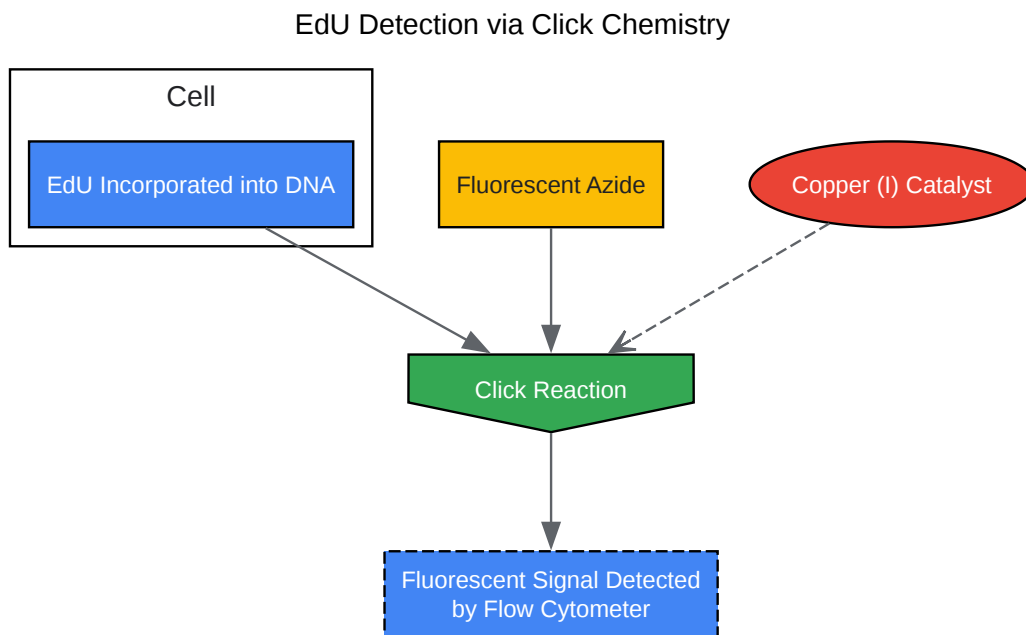 EdU Detection via Click Chemistry
Cell
EdU Incorporated into DNA
Fluorescent Azide
Copper (I) Catalyst
Click Reaction
Fluorescent Signal Detected
by Flow Cytometer